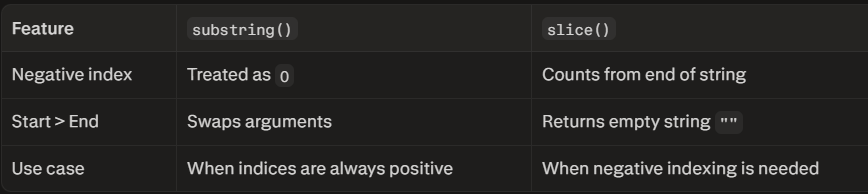 Feature substring() slice()
Negative index Treated as 0 Counts from end of string
Start > End Swaps arguments Returns empty string ""
Use case When indices are always positive When negative indexing is needed